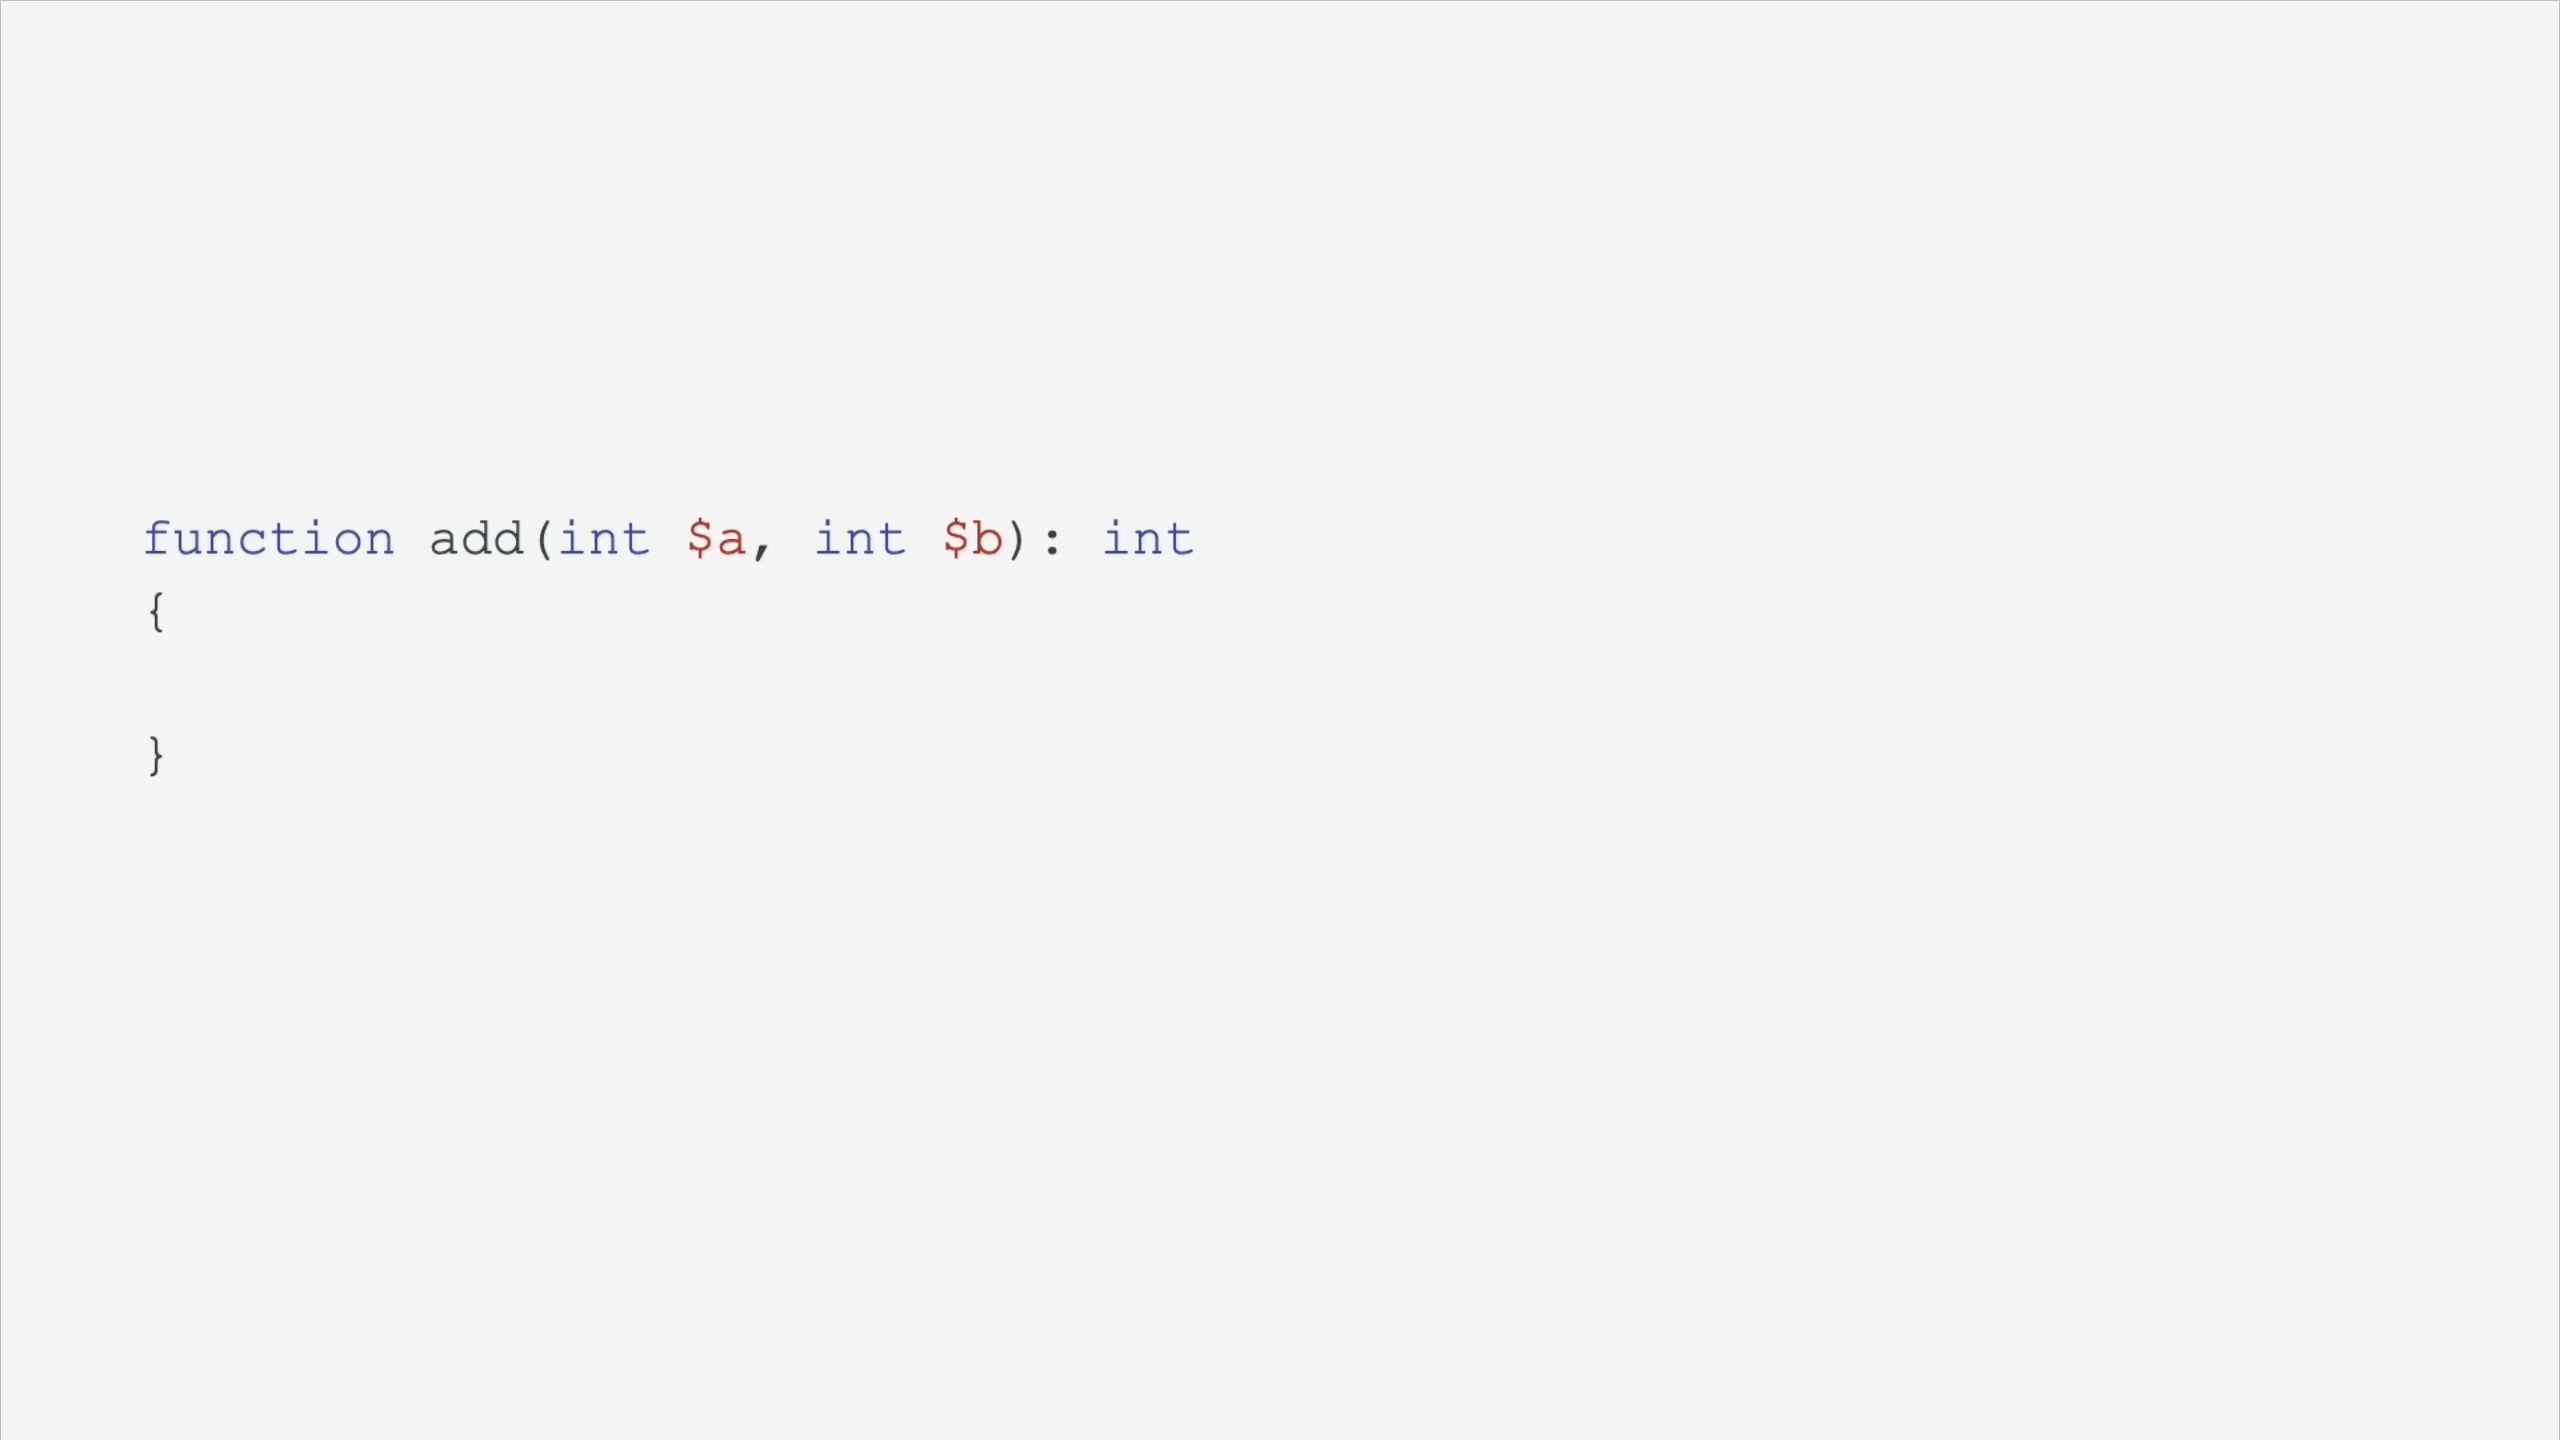 function add(int $a, int $b): int
{
}